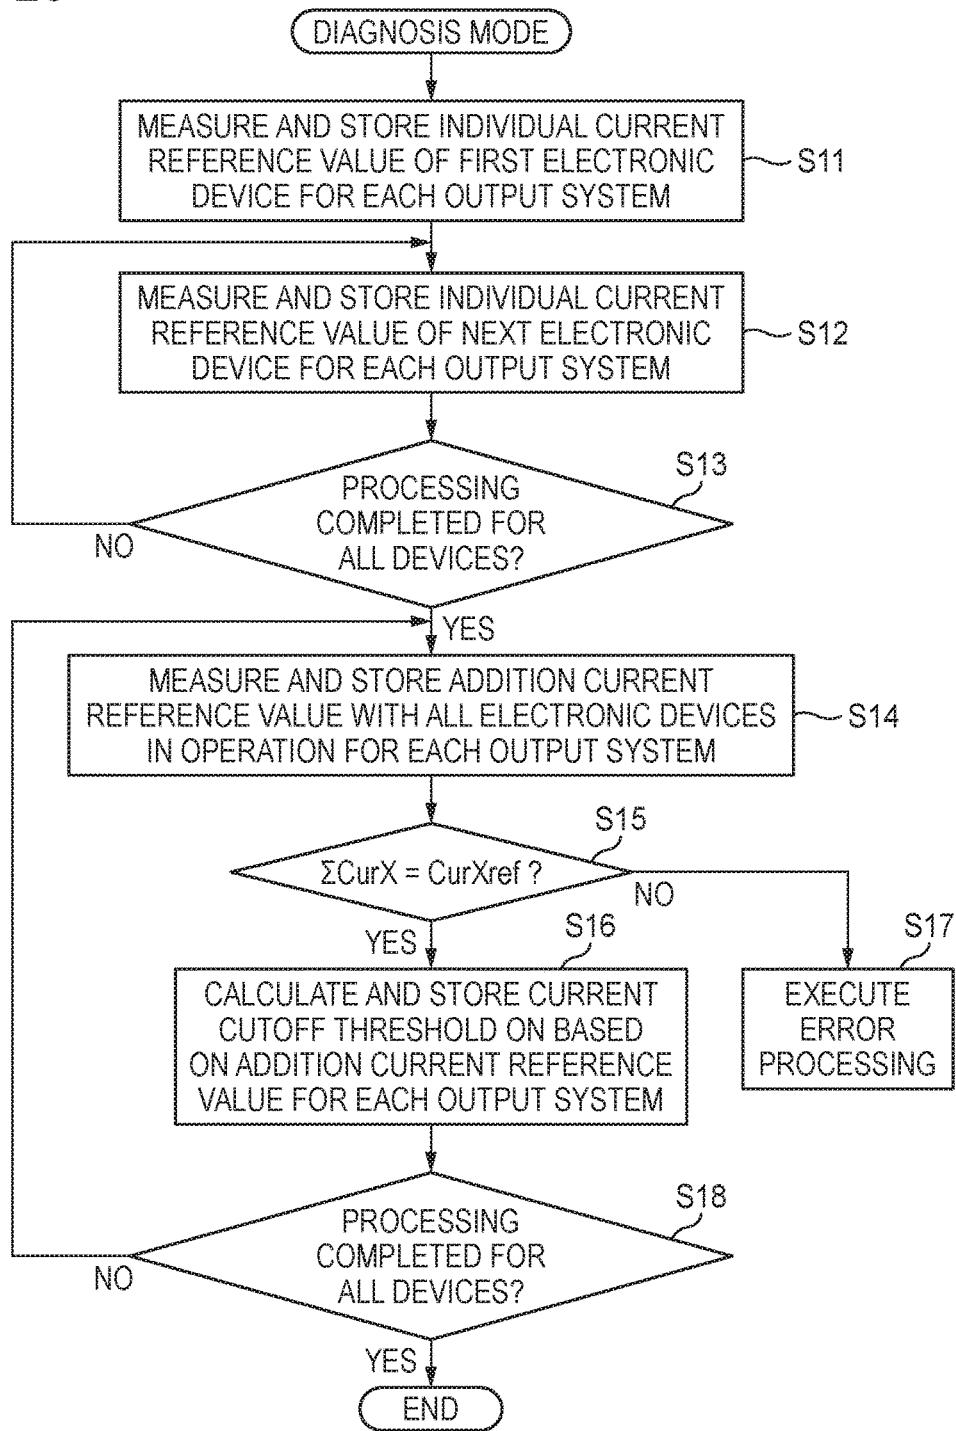 DIAGNOSIS MODE
MEASURE AND STORE INDIVIDUAL CURRENT
REFERENCE VALUE OF FIRST ELECTRONIC
DEVICE FOR EACH OUTPUT SYSTEM
S11
MEASURE AND STORE INDIVIDUAL CURRENT
REFERENCE VALUE OF NEXT ELECTRONIC
DEVICE FOR EACH OUTPUT SYSTEM
S12
S13
PROCESSING
COMPLETED FOR
ALL DEVICES?
NO
YES
MEASURE AND STORE ADDITION CURRENT
REFERENCE VALUE WITH ALL ELECTRONIC DEVICES
IN OPERATION FOR EACH OUTPUT SYSTEM
S14
S15
ΣCurX = CurXref ?
NO
YES
S16
CALCULATE AND STORE CURRENT
CUTOFF THRESHOLD ON BASED
ON ADDITION CURRENT REFERENCE
VALUE FOR EACH OUTPUT SYSTEM
S17
EXECUTE
ERROR
PROCESSING
S18
PROCESSING
COMPLETED FOR
ALL DEVICES?
NO
YES
END